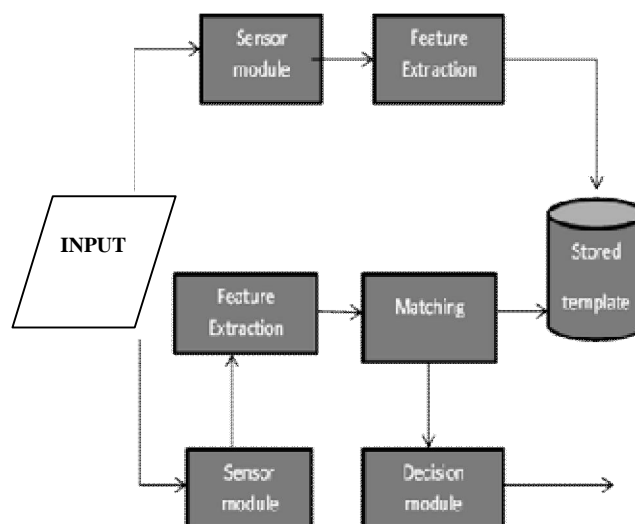 Sensor
module
Feature
Extraction
INPUT
Stored
template
Feature
Extraction
Matching
Sensor
module
Decision
module